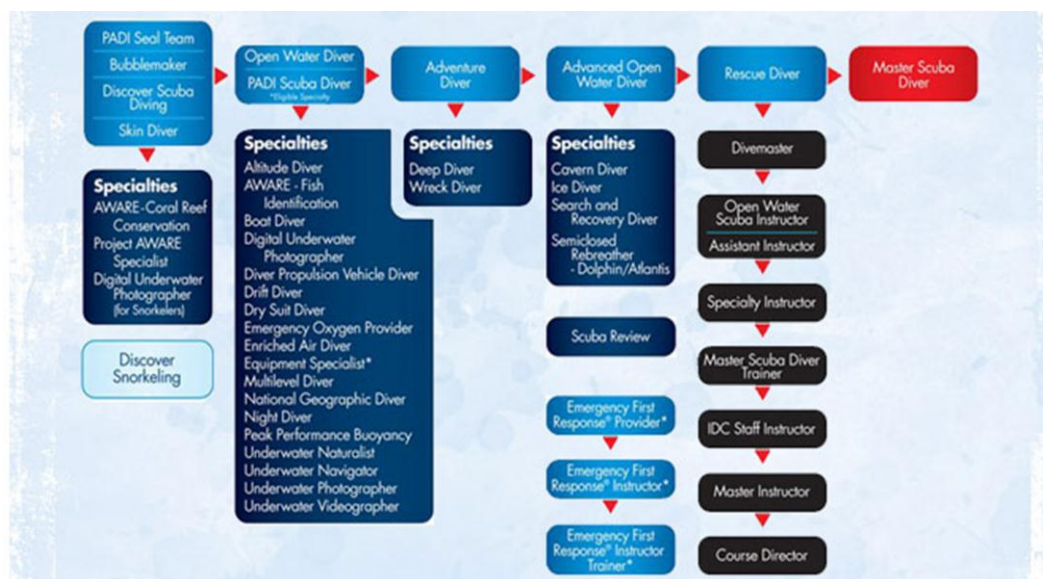 PADI Seal Team
Bubblemaker
Discover Scuba
Diving
Skin Diver
Specialties
AWARE-Coral Reef
Conservation
Project AWARE
Specialist
Digital Underwater
Photographer
(for Snorkelers)
Discover
Snorkeling
Open Water Diver
PADI Scuba Diver
*Eligible Specialty
Specialties
Altitude Diver
AWARE - Fish
Identification
Boat Diver
Digital Underwater
Photographer
Diver Propulsion Vehicle Diver
Drift Diver
Dry Suit Diver
Emergency Oxygen Provider
Enriched Air Diver
Equipment Specialist*
Multilevel Diver
National Geographic Diver
Night Diver
Peak Performance Buoyancy
Underwater Naturalist
Underwater Navigator
Underwater Photographer
Underwater Videographer
Adventure
Diver
Specialties
Deep Diver
Wreck Diver
Advanced Open
Water Diver
Specialties
Cavern Diver
Ice Diver
Search and
Recovery Diver
Semiclosed
Rebreather
- Dolphin/Atlantis
Scuba Review
Emergency First
Response® Provider*
Emergency First
Response® Instructor*
Emergency First
Response® Instructor
Trainer*
Rescue Diver
Divemaster
Open Water
Scuba Instructor
Assistant Instructor
Specialty Instructor
Master Scuba Diver
Trainer
IDC Staff Instructor
Master Instructor
Course Director
Master Scuba
Diver